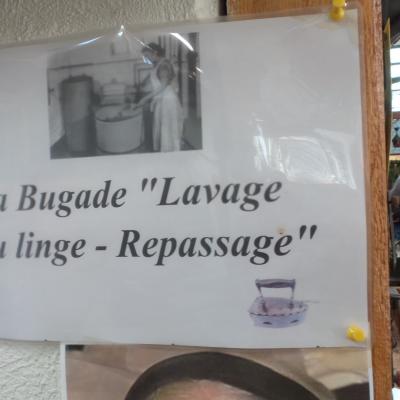 a Bugade "Lavage
u linge - Repassage"